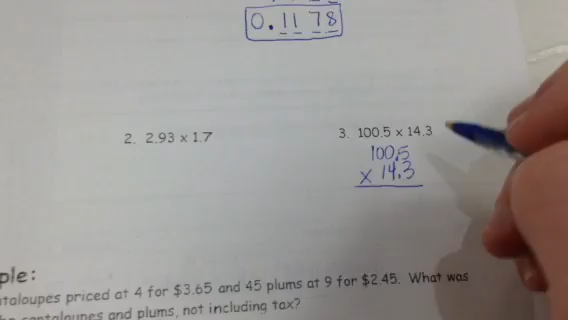 0.1178
2. 2.93 x 1.7
3. 100.5 x 14.3
100.5
x 14.3
ple:
taloupes priced at 4 for $3.65 and 45 plums at 9 for $2.45. What was
cantaloupes and plums, not including tax?